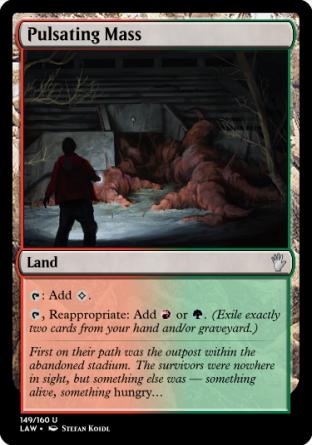 Pulsating Mass
Land
: Add .
, Reappropriate: Add  or . (Exile exactly
two cards from your hand and/or graveyard.)
First on their path was the outpost within the
abandoned stadium. The survivors were nowhere
in sight, but something else was — something
alive, something hungry…
149/160 U
LAW • Stefan Koidl